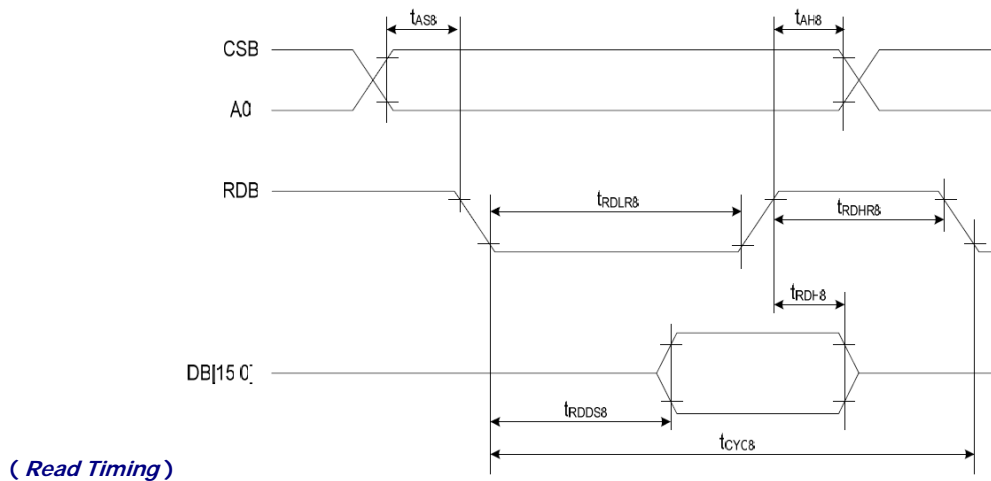 tAS8
tAH8
CSB
A0
RDB
tRDLR8
tRDHR8
tRDH8
DB[15 0]
tRDDS8
tCYC8
( Read Timing )